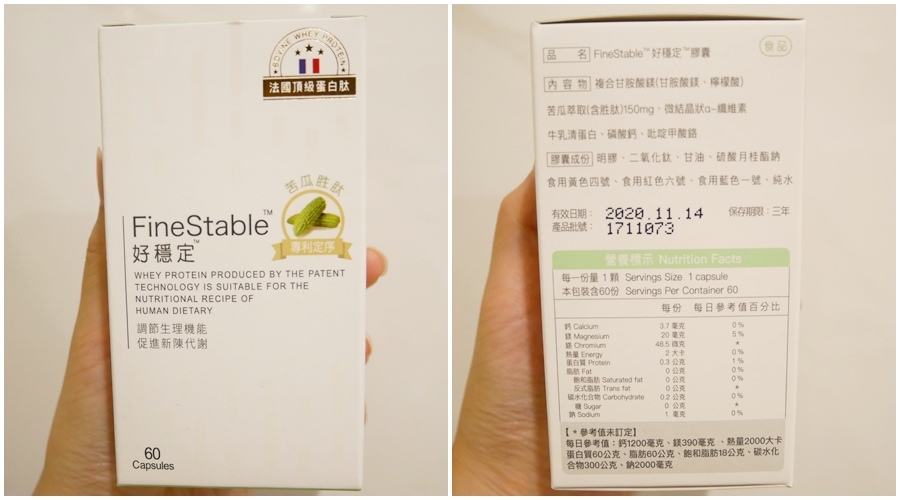 BOVINE WHEY PROTEIN
法國頂級蛋白肽
苦瓜胜肽
專利定序
FineStable™
好穩定™
WHEY PROTEIN PRODUCED BY THE PATENT
TECHNOLOGY IS SUITABLE FOR THE
NUTRITIONAL RECIPE OF
HUMAN DIETARY
調節生理機能
促進新陳代謝
60
Capsules
食品
品 名 FineStable™好穩定™膠囊
內容物 複合甘胺酸鎂(甘胺酸鎂、檸檬酸)
苦瓜萃取(含胜肽)150mg、微結晶狀α-纖維素
牛乳清蛋白、磷酸鈣、吡啶甲酸鉻
膠囊成份 明膠、二氧化鈦、甘油、硫酸月桂酯鈉
食用黃色四號、食用紅色六號、食用藍色一號、純水
有效日期： 2020.11.14 保存期限：三年
產品批號： 1711073
營養標示 Nutrition Facts
每一份量 1 顆 Servings Size 1 capsule
本包裝含60份 Servings Per Container 60
每份 每日參考值百分比
鈣 Calcium 3.7 毫克 0%
鎂 Magnesium 20 毫克 5%
鉻 Chromium 48.5 微克 *
熱量 Energy 2 大卡 0%
蛋白質 Protein 0.3 公克 1%
脂肪 Fat 0 公克 0%
飽和脂肪 Saturated fat 0 公克 0%
反式脂肪 Trans fat 0 公克 *
碳水化合物 Carbohydrate 0.2 公克 0%
糖 Sugar 0 公克 *
鈉 Sodium 1 毫克 0%
【 * 參考值未訂定】
每日參考值：鈣1200毫克、鎂390毫克 、熱量2000大卡
蛋白質60公克、脂肪60公克、飽和脂肪18公克、碳水化
合物300公克、鈉2000毫克